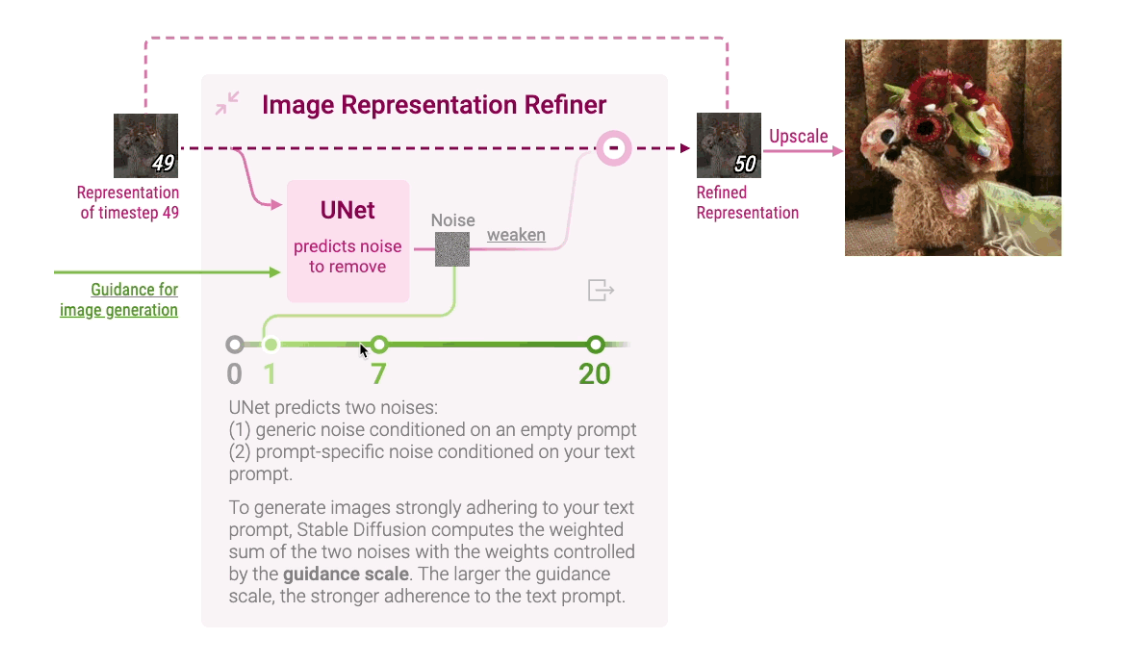 Image Representation Refiner
49
Representation
of timestep 49
UNet
predicts noise
to remove
Noise
weaken
-
50
Refined
Representation
Upscale
Guidance for
image generation
0 1 7 20
UNet predicts two noises:
(1) generic noise conditioned on an empty prompt
(2) prompt-specific noise conditioned on your text
prompt.
To generate images strongly adhering to your text
prompt, Stable Diffusion computes the weighted
sum of the two noises with the weights controlled
by the guidance scale. The larger the guidance
scale, the stronger adherence to the text prompt.